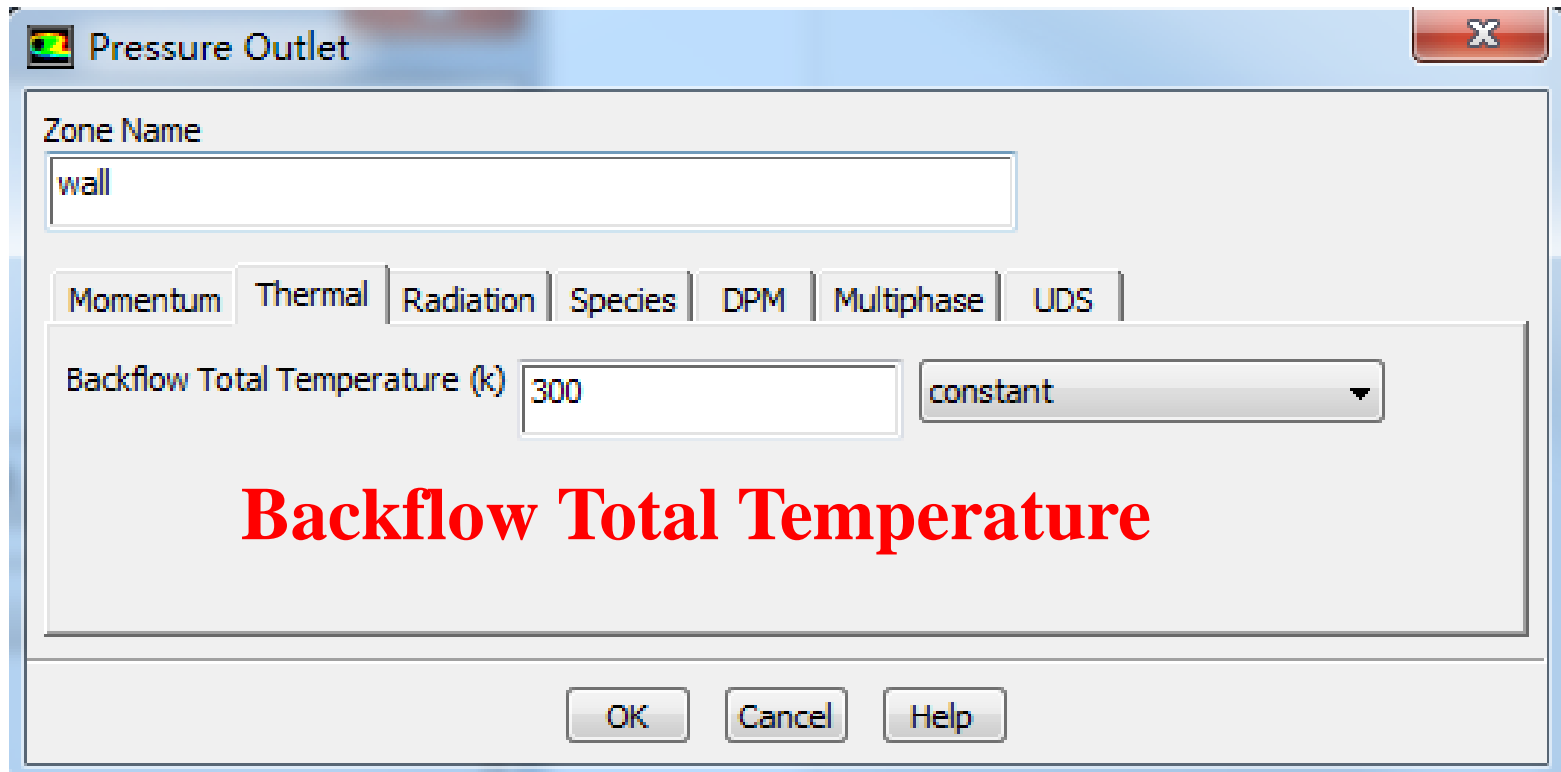 Pressure Outlet
Zone Name
wall
Momentum Thermal Radiation Species DPM Multiphase UDS
Backflow Total Temperature (k) 300 constant
Backflow Total Temperature
OK Cancel Help